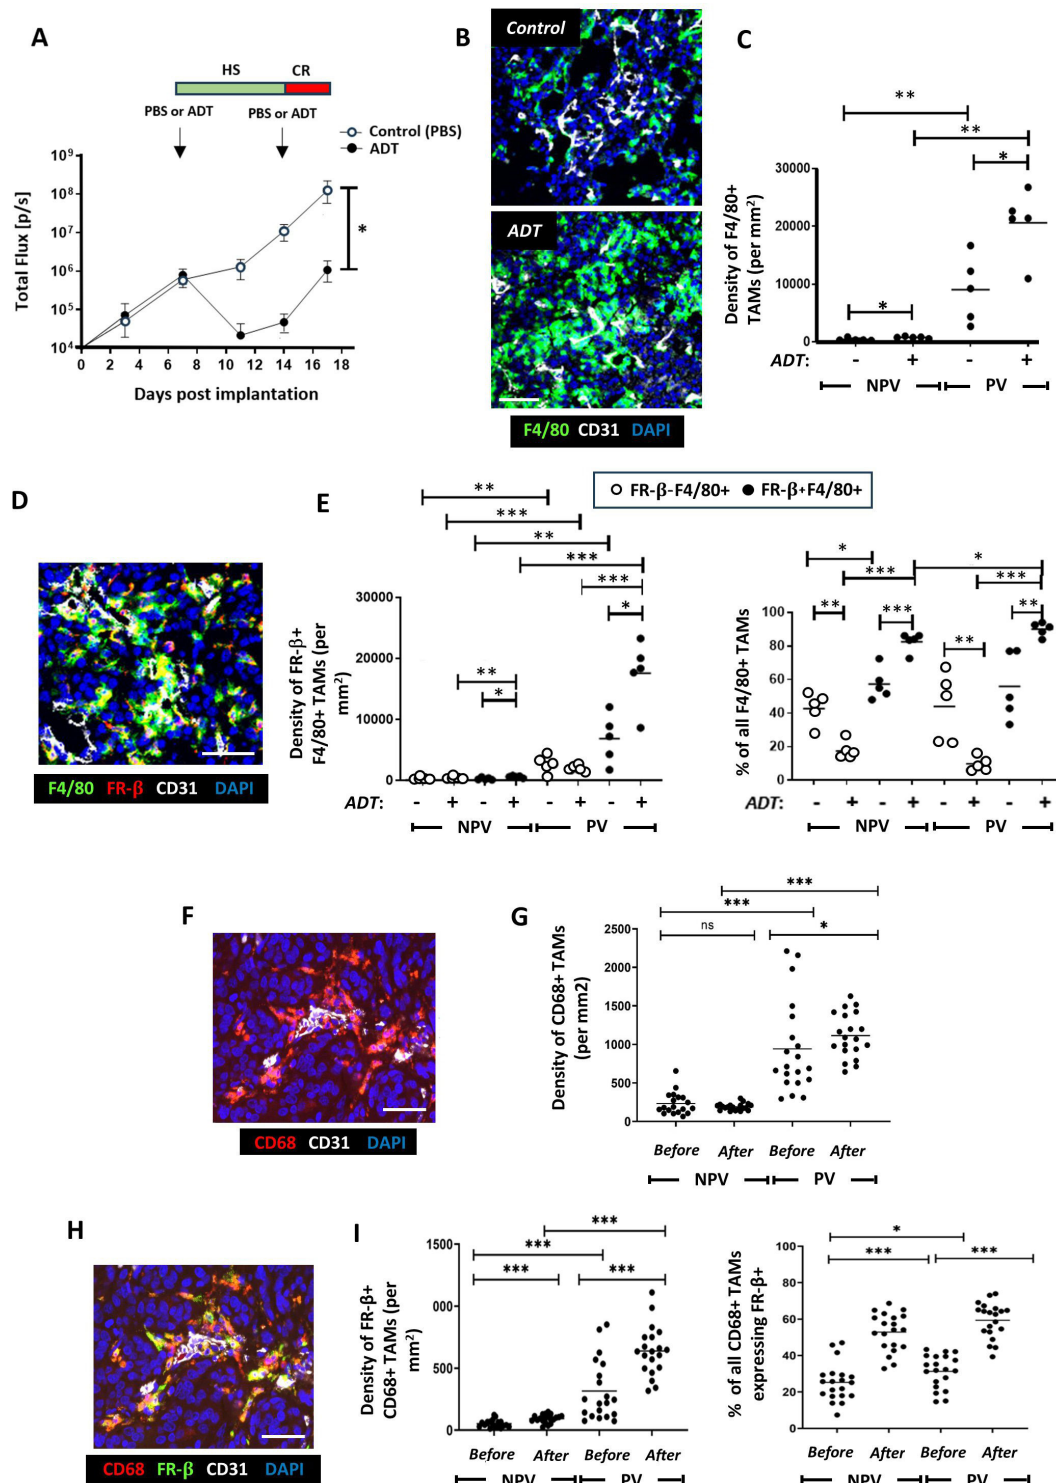 A
HS
CR
PBS or ADT
PBS or ADT
Control (PBS)
ADT
10⁹
10⁸
10⁷
10⁶
10⁵
10⁴
*
Total Flux [p/s]
0 2 4 6 8 10 12 14 16 18
Days post implantation
B
Control
ADT
F4/80 CD31 DAPI
C
**
**
*
*
30000
20000
10000
0
Density of F4/80+
TAMs (per mm²)
ADT: - + - +
NPV PV
D
F4/80 FR-β CD31 DAPI
E
FR-β-F4/80+ FR-β+F4/80+
**
***
**
***
***
*
**
*
30000
20000
10000
0
Density of FR-β+
F4/80+ TAMs (per
mm²)
ADT: - + - + - + - +
NPV PV
*
*
***
***
**
***
**
**
100
80
60
40
20
0
% of all F4/80+ TAMs
ADT: - + - + - + - +
NPV PV
F
CD68 CD31 DAPI
G
***
***
ns
*
2500
2000
1500
1000
500
0
Density of CD68+ TAMs
(per mm2)
Before After Before After
NPV PV
H
CD68 FR-β CD31 DAPI
I
***
***
***
***
1500
000
500
0
Density of FR-β+
CD68+ TAMs (per
mm²)
Before After Before After
NPV PV
*
***
***
100
80
60
40
20
0
% of all CD68+ TAMs
expressing FR-β+
Before After Before After
NPV PV